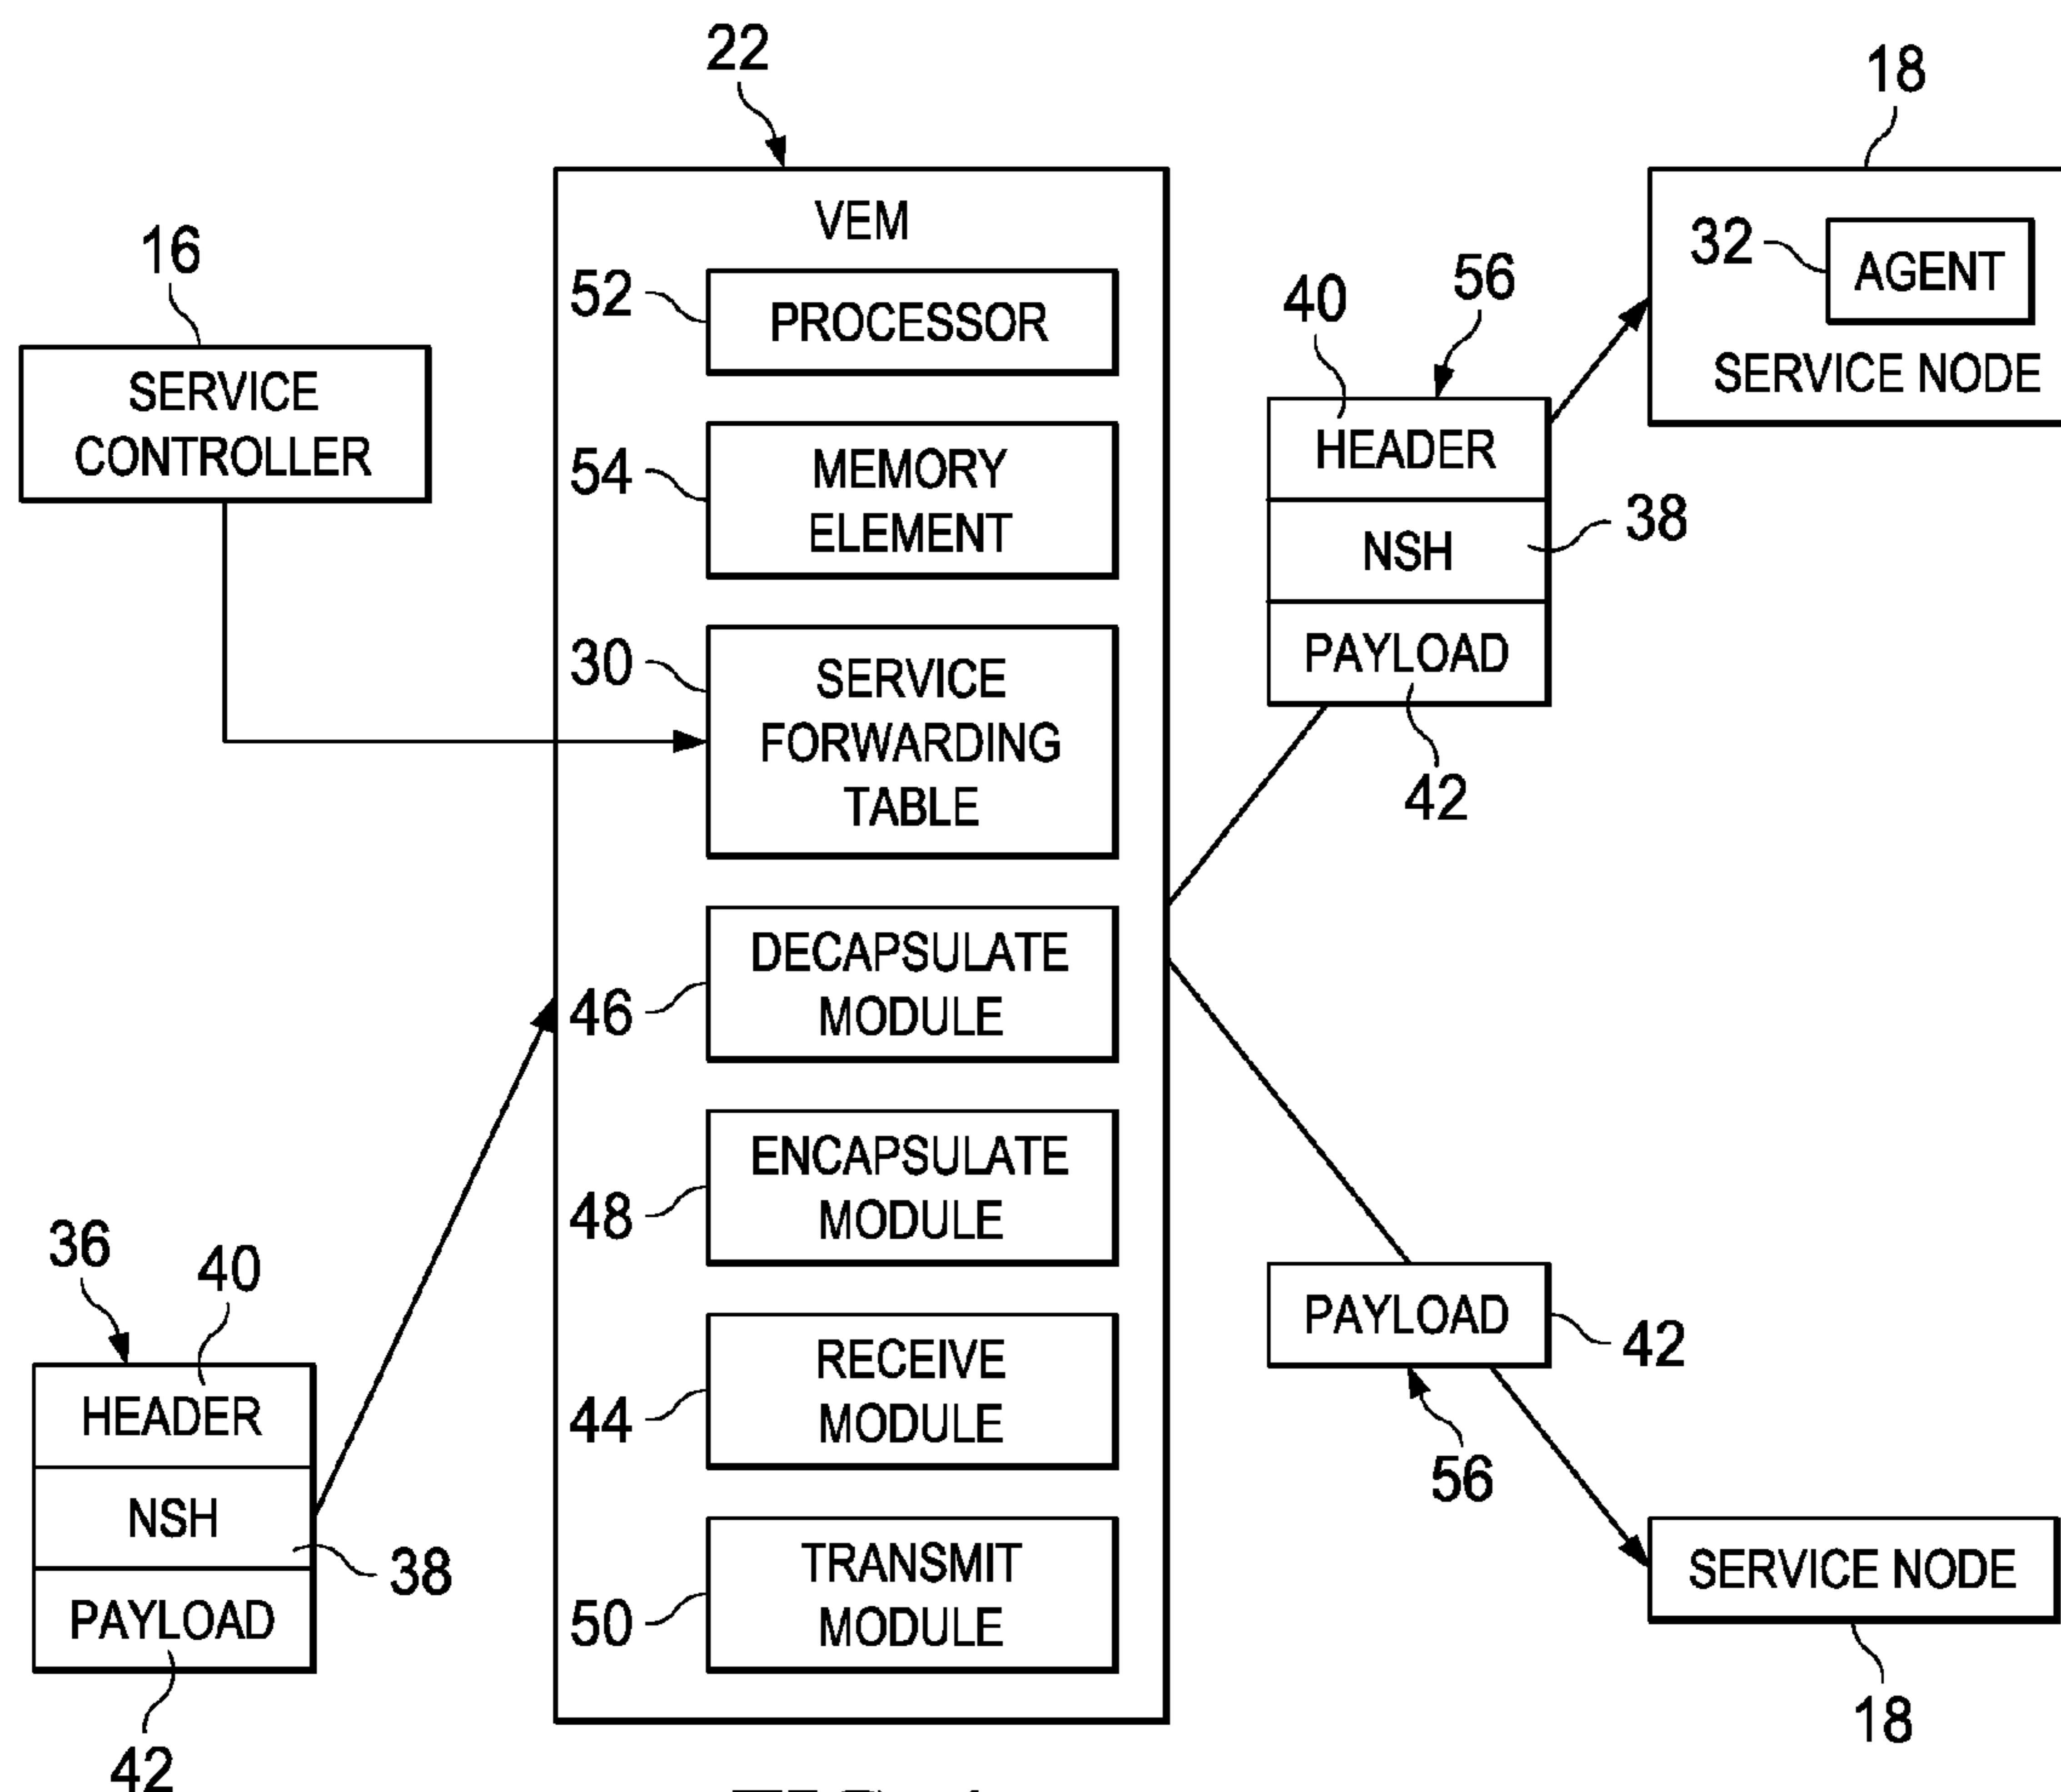 22
18
16
VEM
52
PROCESSOR
32
AGENT
SERVICE NODE
40
56
SERVICE
CONTROLLER
54
MEMORY
ELEMENT
HEADER
NSH
38
PAYLOAD
42
30
SERVICE
FORWARDING
TABLE
46
DECAPSULATE
MODULE
48
ENCAPSULATE
MODULE
36
40
HEADER
NSH
38
PAYLOAD
42
44
RECEIVE
MODULE
50
TRANSMIT
MODULE
PAYLOAD
42
56
SERVICE NODE
18